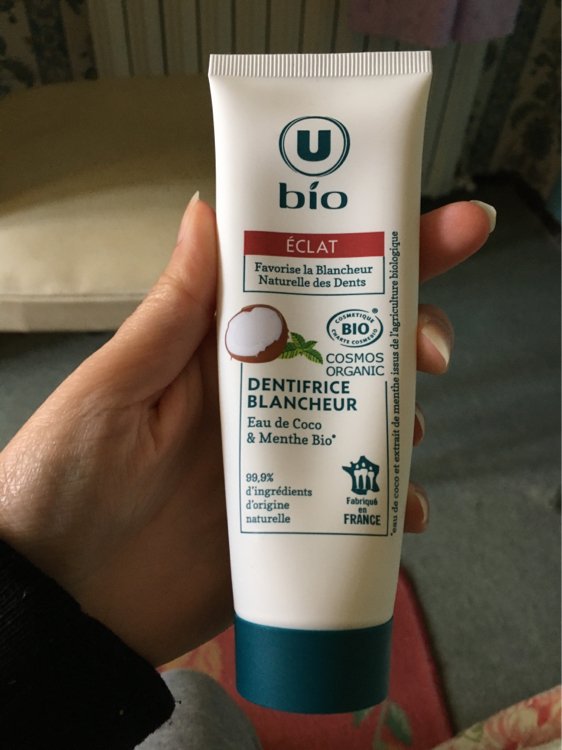 U
bio
ÉCLAT
Favorise la Blancheur
Naturelle des Dents
COSMETIQUE
BIO
CHARTE COSMEBIO
®
COSMOS
ORGANIC
DENTIFRICE
BLANCHEUR
Eau de Coco
& Menthe Bio*
99,9%
d'ingrédients
d'origine
naturelle
Fabriqué
en
FRANCE
*eau de coco et extrait de menthe issus de l'agriculture biologique